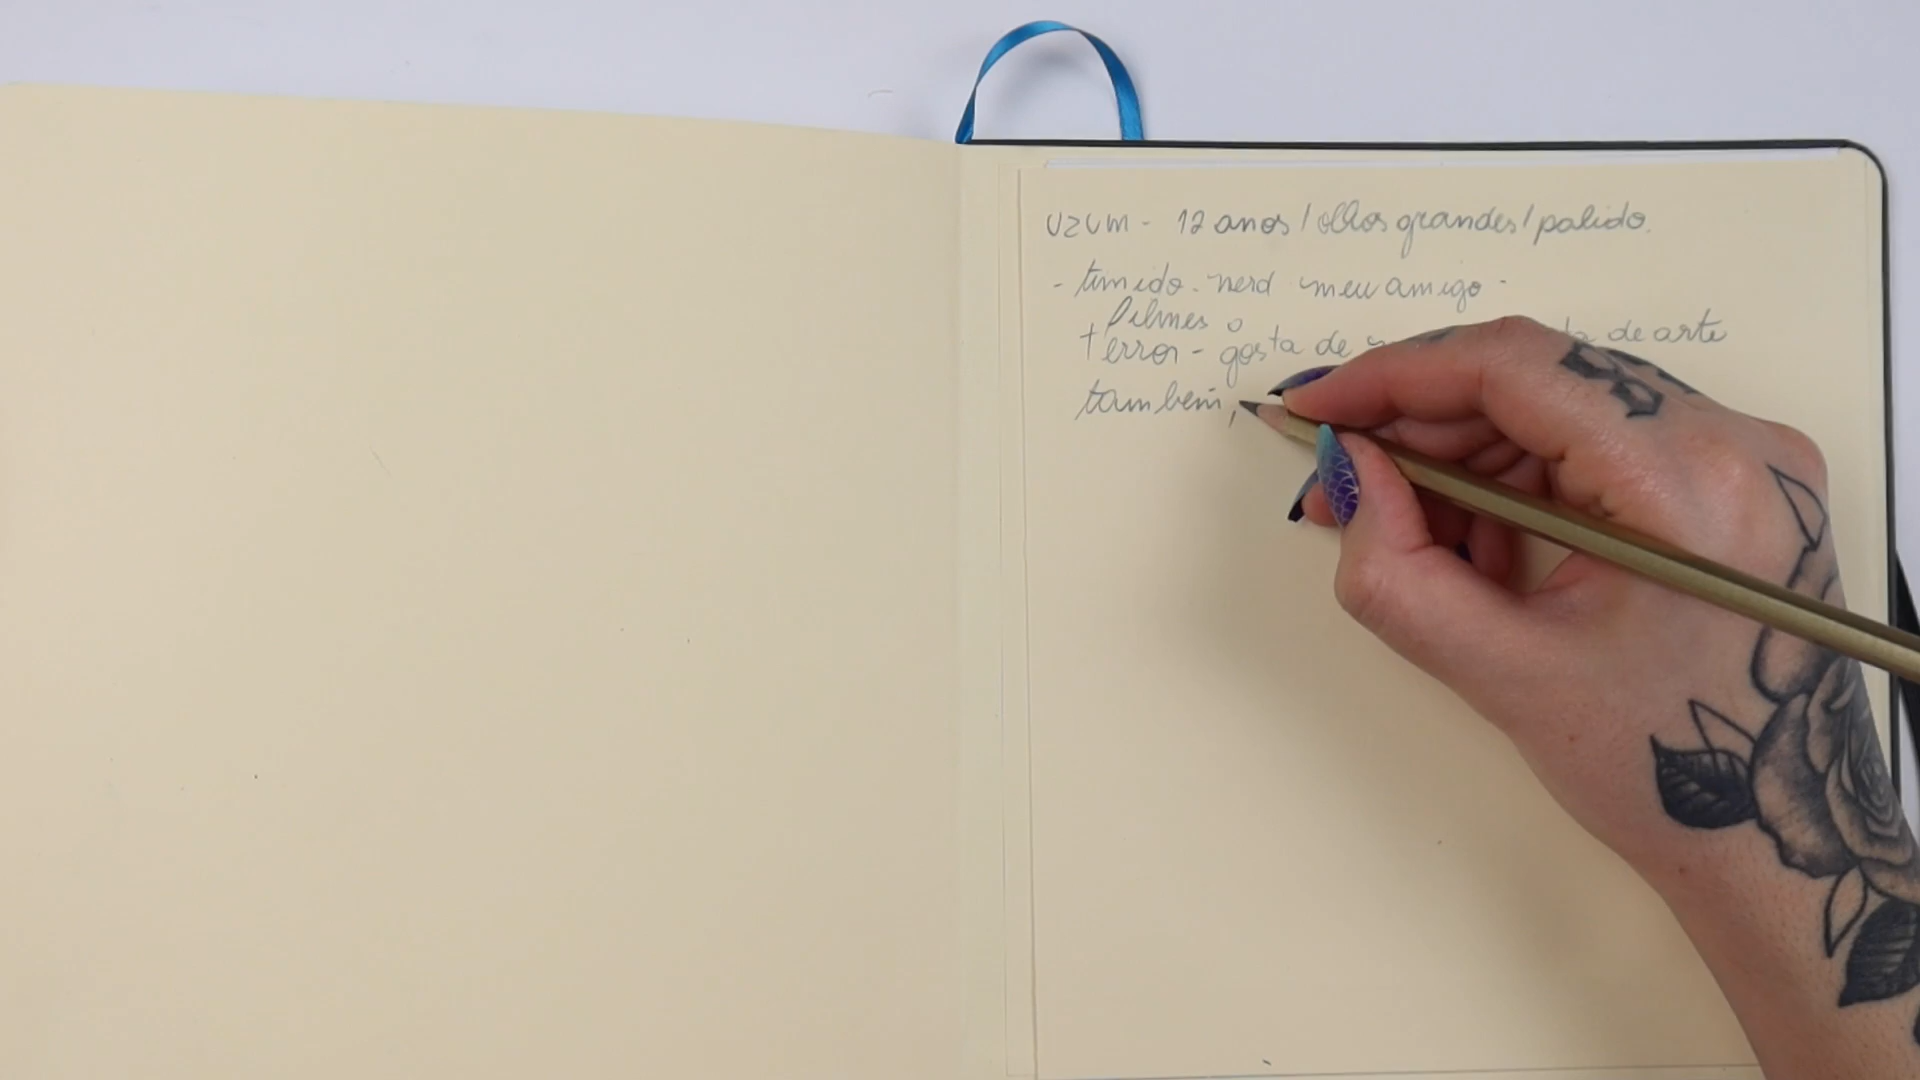 UZUM - 12 anos / olhos grandes / palido.
- timido - nerd meu amigo -
filmes
terror - gosta de de arte
tambem,